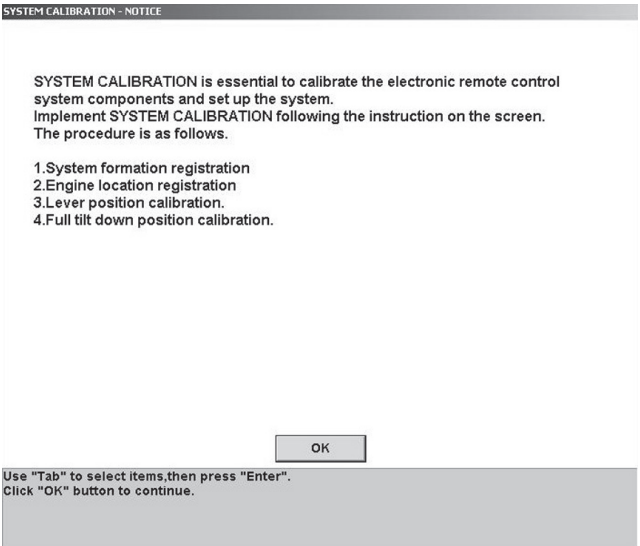 SYSTEM CALIBRATION - NOTICE
SYSTEM CALIBRATION is essential to calibrate the electronic remote control
system components and set up the system.
Implement SYSTEM CALIBRATION following the instruction on the screen.
The procedure is as follows.
1.System formation registration
2.Engine location registration
3.Lever position calibration.
4.Full tilt down position calibration.
OK
Use "Tab" to select items,then press "Enter".
Click "OK" button to continue.